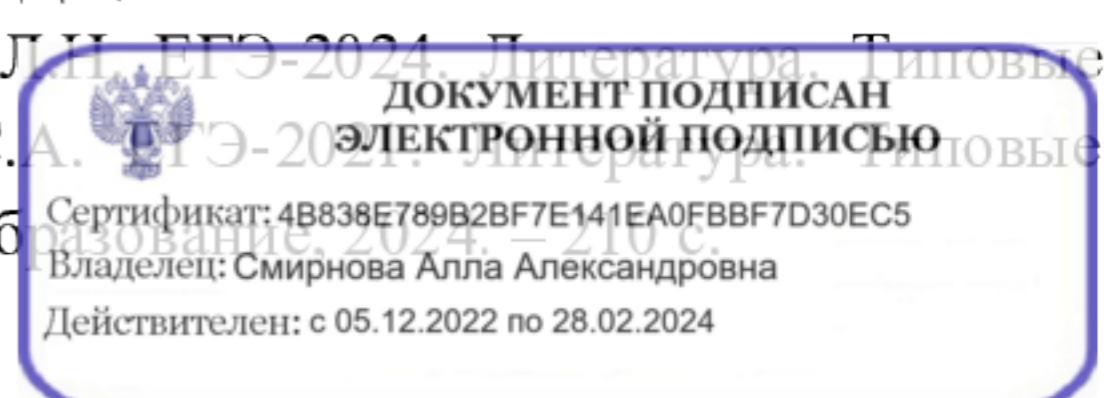 Л.Н. ЕГЭ-2024. Литература. Типовые
ДОКУМЕНТ ПОДПИСАН
ЭЛЕКТРОННОЙ ПОДПИСЬЮ
А. ЕГЭ-2021. Литература. Типовые
Сертификат: 4B838E789B2BF7E141EA0FBBF7D30EC5
бразование, 2024. – 210 с.
Владелец: Смирнова Алла Александровна
Действителен: с 05.12.2022 по 28.02.2024